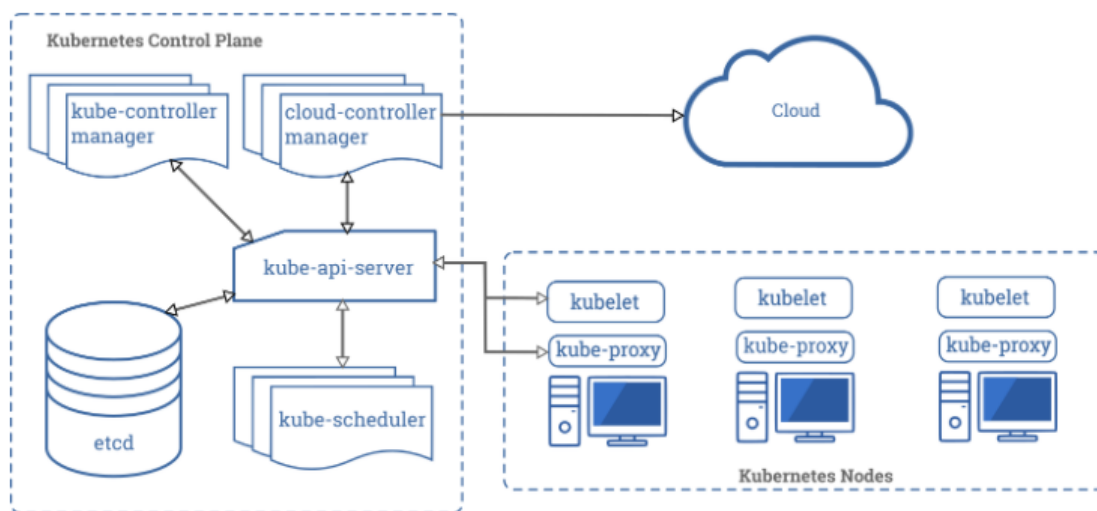 Kubernetes Control Plane
kube-controller
manager
cloud-controller
manager
Cloud
kube-api-server
kubelet
kubelet
kubelet
kube-proxy
kube-proxy
kube-proxy
etcd
kube-scheduler
Kubernetes Nodes